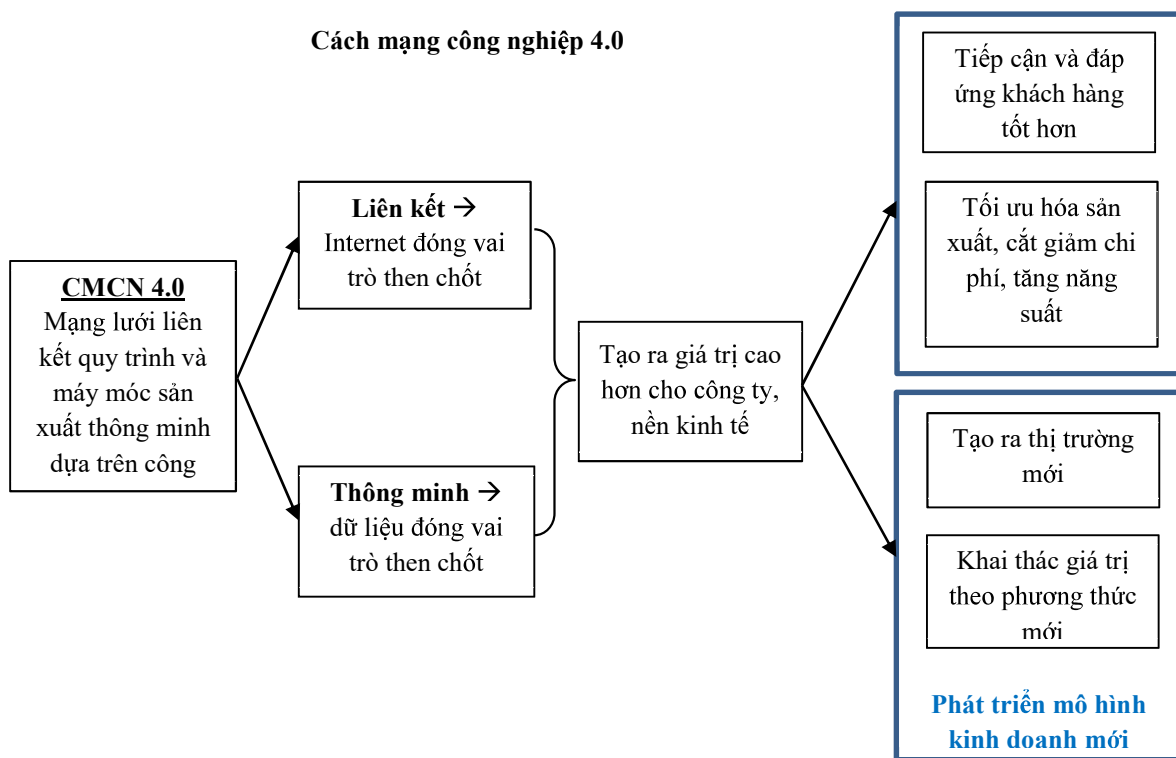 Cách mạng công nghiệp 4.0
CMCN 4.0
Mạng lưới liên
kết quy trình và
máy móc sản
xuất thông minh
dựa trên công
Liên kết →
Internet đóng vai
trò then chốt
Thông minh →
dữ liệu đóng vai
trò then chốt
Tạo ra giá trị cao
hơn cho công ty,
nền kinh tế
Tiếp cận và đáp
ứng khách hàng
tốt hơn
Tối ưu hóa sản
xuất, cắt giảm chi
phí, tăng năng
suất
Tạo ra thị trường
mới
Khai thác giá trị
theo phương thức
mới
Phát triển mô hình
kinh doanh mới